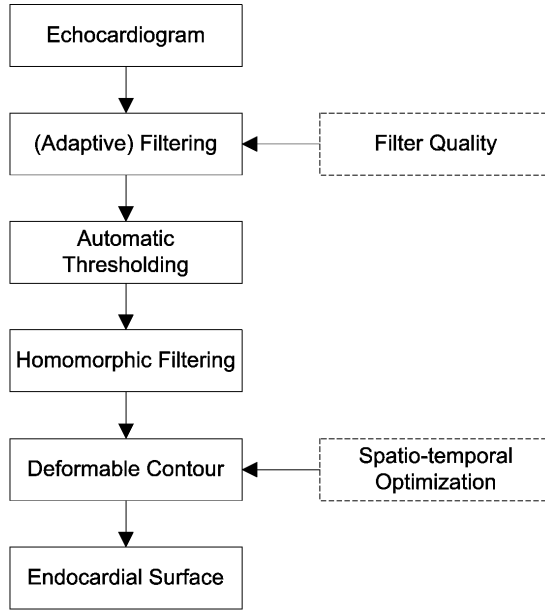 Echocardiogram
(Adaptive) Filtering
Filter Quality
Automatic
Thresholding
Homomorphic Filtering
Deformable Contour
Spatio-temporal
Optimization
Endocardial Surface